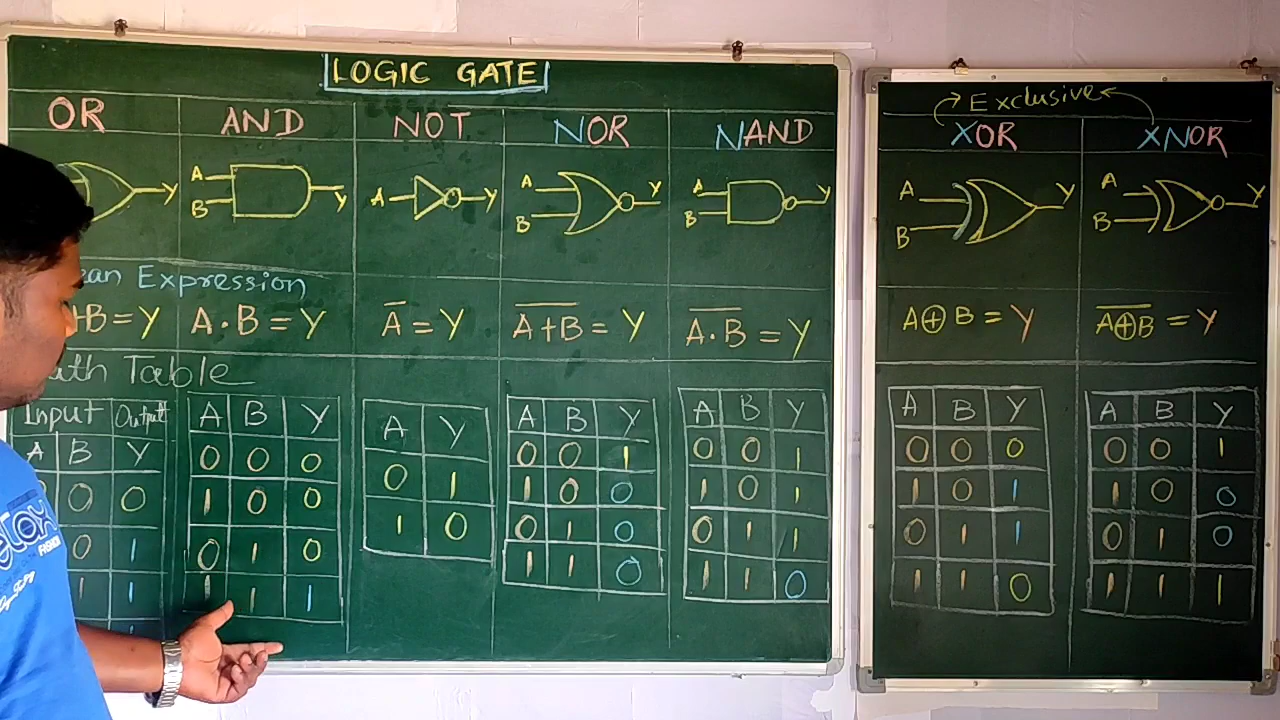 LOGIC GATE
Exclusive
OR AND NOT NOR NAND XOR XNOR
Y A B Y A Y A B Y A B Y A B Y A B Y
ean Expression
+B = Y A · B = Y A̅ = Y A̅+̅B̅ = Y A̅·̅B̅ = Y A⊕B = Y A̅⊕̅B̅ = Y
uth Table
Input Output
A B Y
0 0 0
0 1
1 1
A B Y
0 0 0
1 0 0
0 1 0
1 1 1
A Y
0 1
1 0
A B Y
0 0 1
1 0 0
0 1 0
1 1 0
A B Y
0 0 1
1 0 1
0 1 1
1 1 0
A B Y
0 0 0
1 0 1
0 1 1
1 1 0
A B Y
0 0 1
1 0 0
0 1 0
1 1 1
elax
FASHION